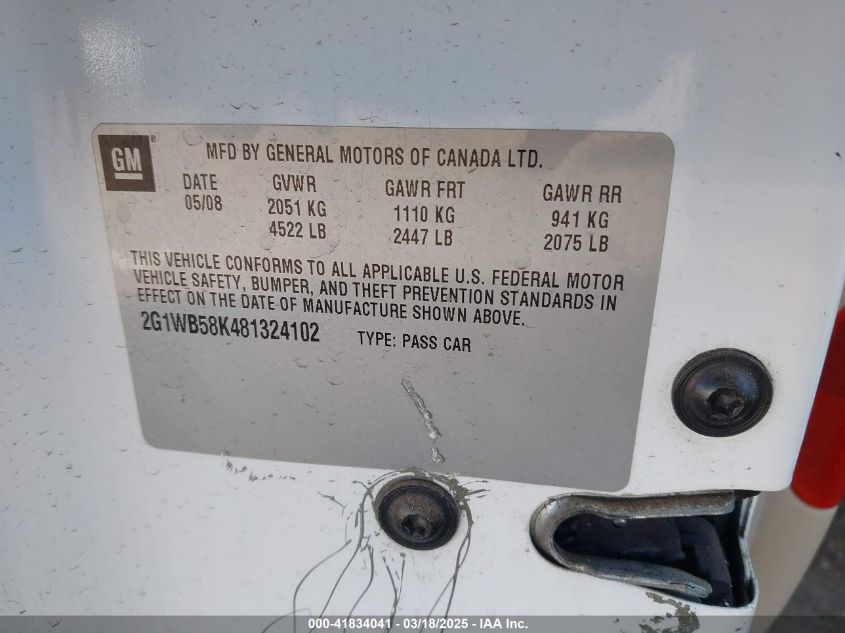 GM®
MFD BY GENERAL MOTORS OF CANADA LTD.
DATE GVWR GAWR FRT GAWR RR
05/08 2051 KG 1110 KG 941 KG
4522 LB 2447 LB 2075 LB
THIS VEHICLE CONFORMS TO ALL APPLICABLE U.S. FEDERAL MOTOR
VEHICLE SAFETY, BUMPER, AND THEFT PREVENTION STANDARDS IN
EFFECT ON THE DATE OF MANUFACTURE SHOWN ABOVE.
2G1WB58K481324102 TYPE: PASS CAR
000-41834041 - 03/18/2025 - IAA Inc.